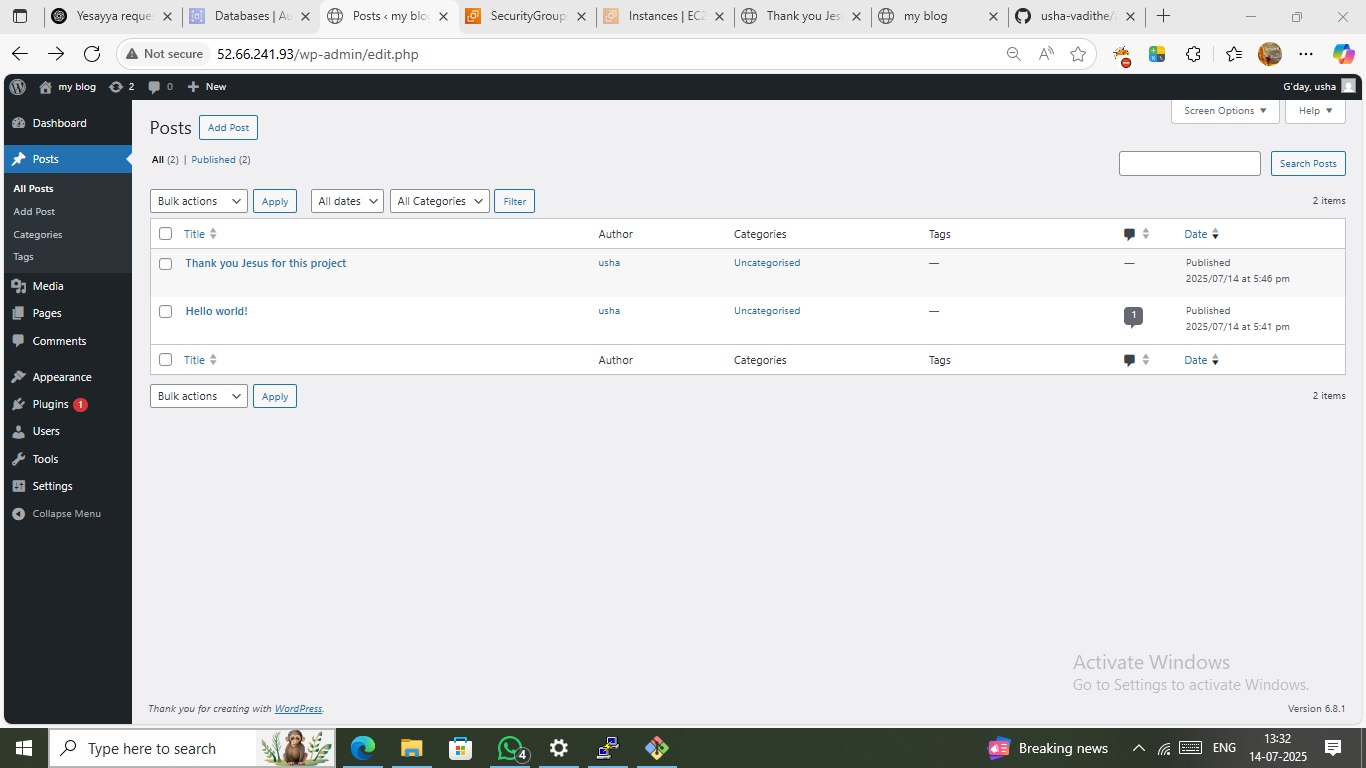 Yesayya reque
Databases | Au
Posts ‹ my blo
SecurityGroup
Instances | EC2
Thank you Jes
my blog
usha-vadithe/
Not secure
52.66.241.93/wp-admin/edit.php
my blog
2
0
New
G'day, usha
Dashboard
Posts
All Posts
Add Post
Categories
Tags
Media
Pages
Comments
Appearance
Plugins 1
Users
Tools
Settings
Collapse Menu
Screen Options
Help
Posts
Add Post
All (2) | Published (2)
Search Posts
Bulk actions
Apply
All dates
All Categories
Filter
2 items
Title Author Categories Tags Date
Thank you Jesus for this project usha Uncategorised — — Published
2025/07/14 at 5:46 pm
Hello world! usha Uncategorised — 1 Published
2025/07/14 at 5:41 pm
Title Author Categories Tags Date
Bulk actions
Apply
2 items
Activate Windows
Go to Settings to activate Windows.
Thank you for creating with WordPress.
Version 6.8.1
Type here to search
4
Breaking news
ENG
13:32
14-07-2025